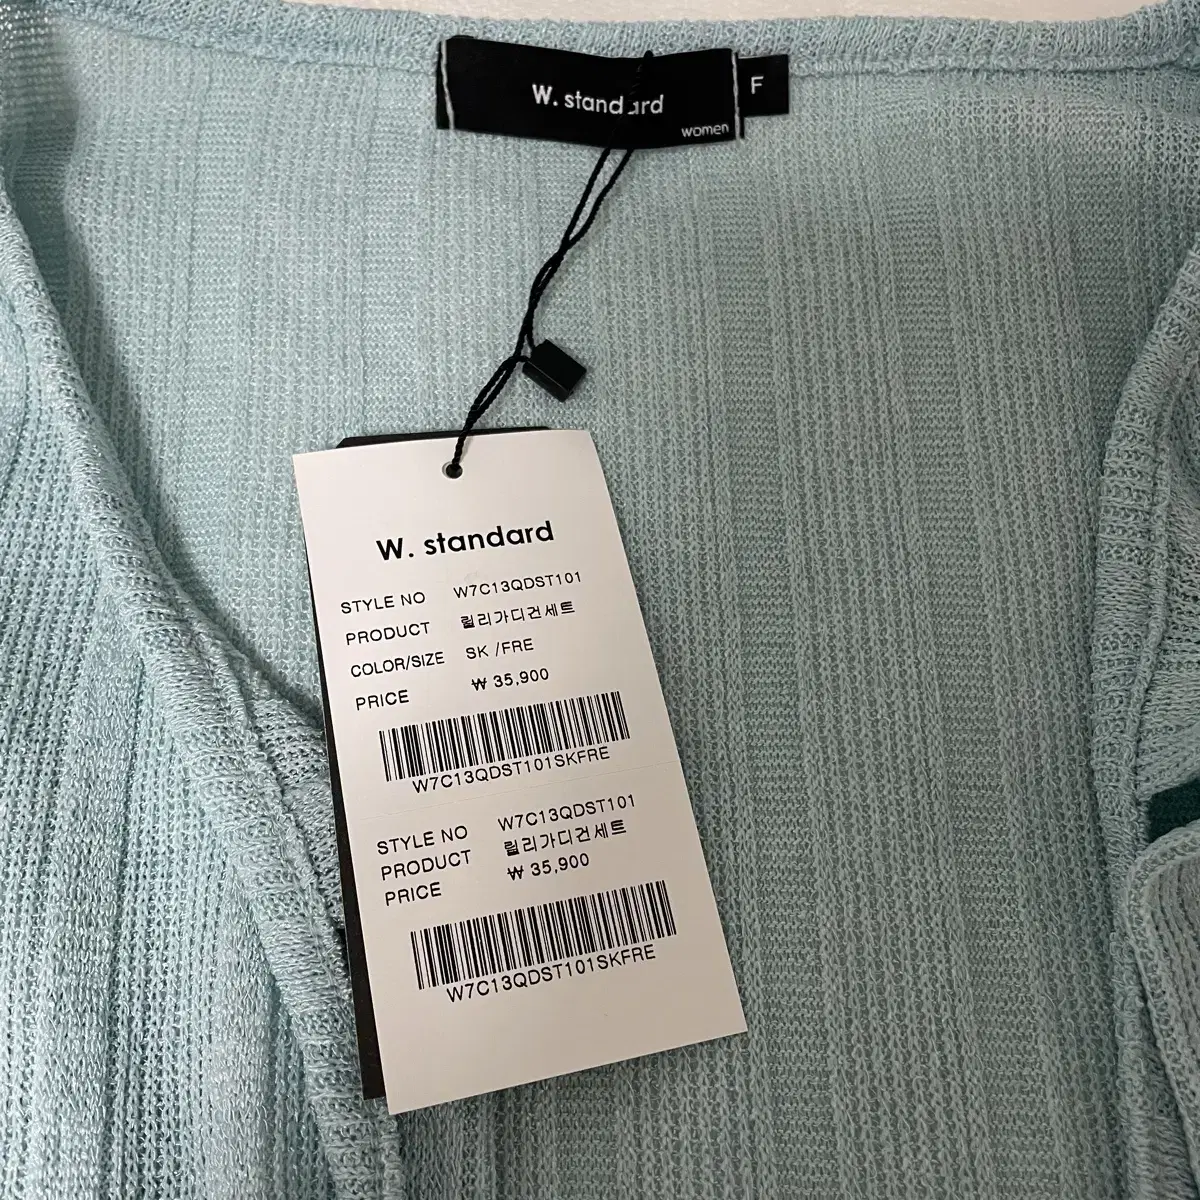 W. standard
women
F
W. standard
STYLE NO W7C13QDST101
PRODUCT 릴리가디건세트
COLOR/SIZE SK /FRE
PRICE ₩ 35,900
W7C13QDST101SKFRE
STYLE NO W7C13QDST101
PRODUCT 릴리가디건세트
PRICE ₩ 35,900
W7C13QDST101SKFRE